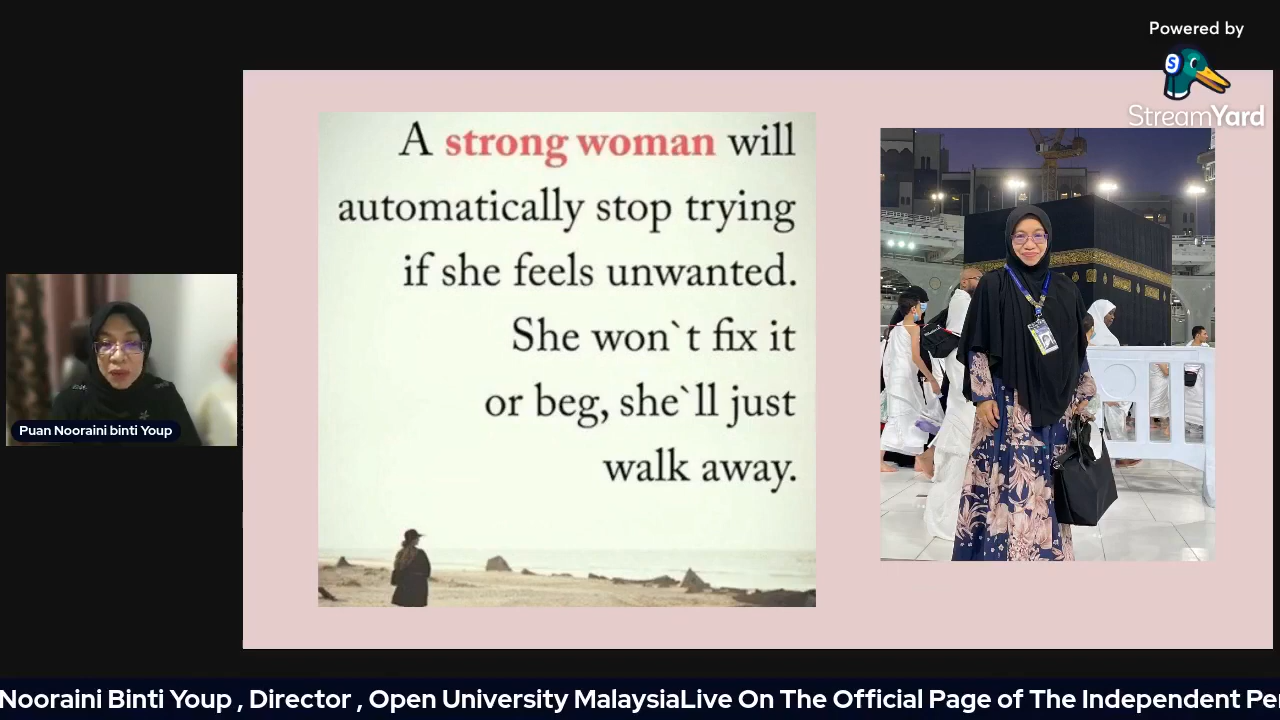 Powered by
S
StreamYard
A strong woman will
automatically stop trying
if she feels unwanted.
She won`t fix it
or beg, she`ll just
walk away.
Puan Nooraini binti Youp
Nooraini Binti Youp , Director , Open University MalaysiaLive On The Official Page of The Independent Pe